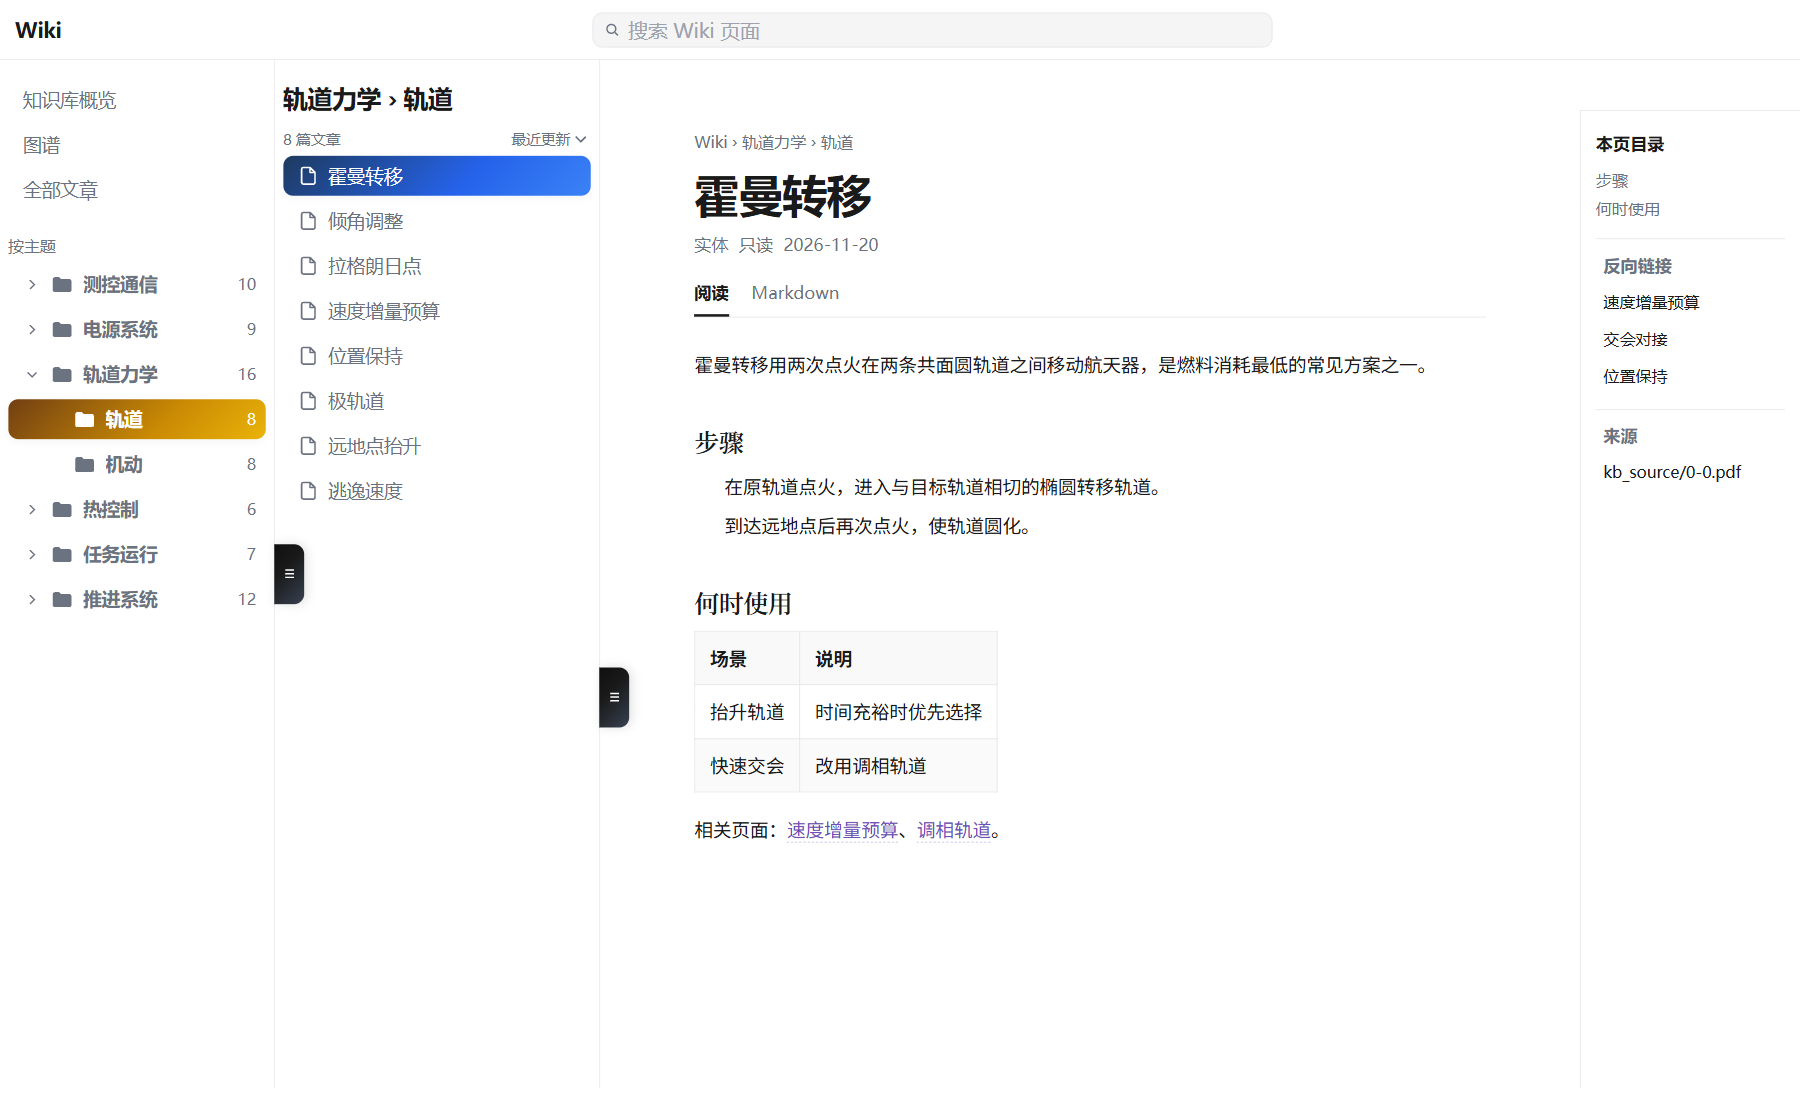 Wiki
搜索 Wiki 页面
知识库概览
图谱
全部文章
按主题
测控通信 10
电源系统 9
轨道力学 16
轨道 8
机动 8
热控制 6
任务运行 7
推进系统 12
轨道力学 › 轨道
8 篇文章 最近更新
霍曼转移
倾角调整
拉格朗日点
速度增量预算
位置保持
极轨道
远地点抬升
逃逸速度
Wiki › 轨道力学 › 轨道
霍曼转移
实体 只读 2026-11-20
阅读 Markdown
霍曼转移用两次点火在两条共面圆轨道之间移动航天器，是燃料消耗最低的常见方案之一。
步骤
在原轨道点火，进入与目标轨道相切的椭圆转移轨道。
到达远地点后再次点火，使轨道圆化。
何时使用
场景 说明
抬升轨道 时间充裕时优先选择
快速交会 改用调相轨道
相关页面：速度增量预算、调相轨道。
本页目录
步骤
何时使用
反向链接
速度增量预算
交会对接
位置保持
来源
kb_source/0-0.pdf